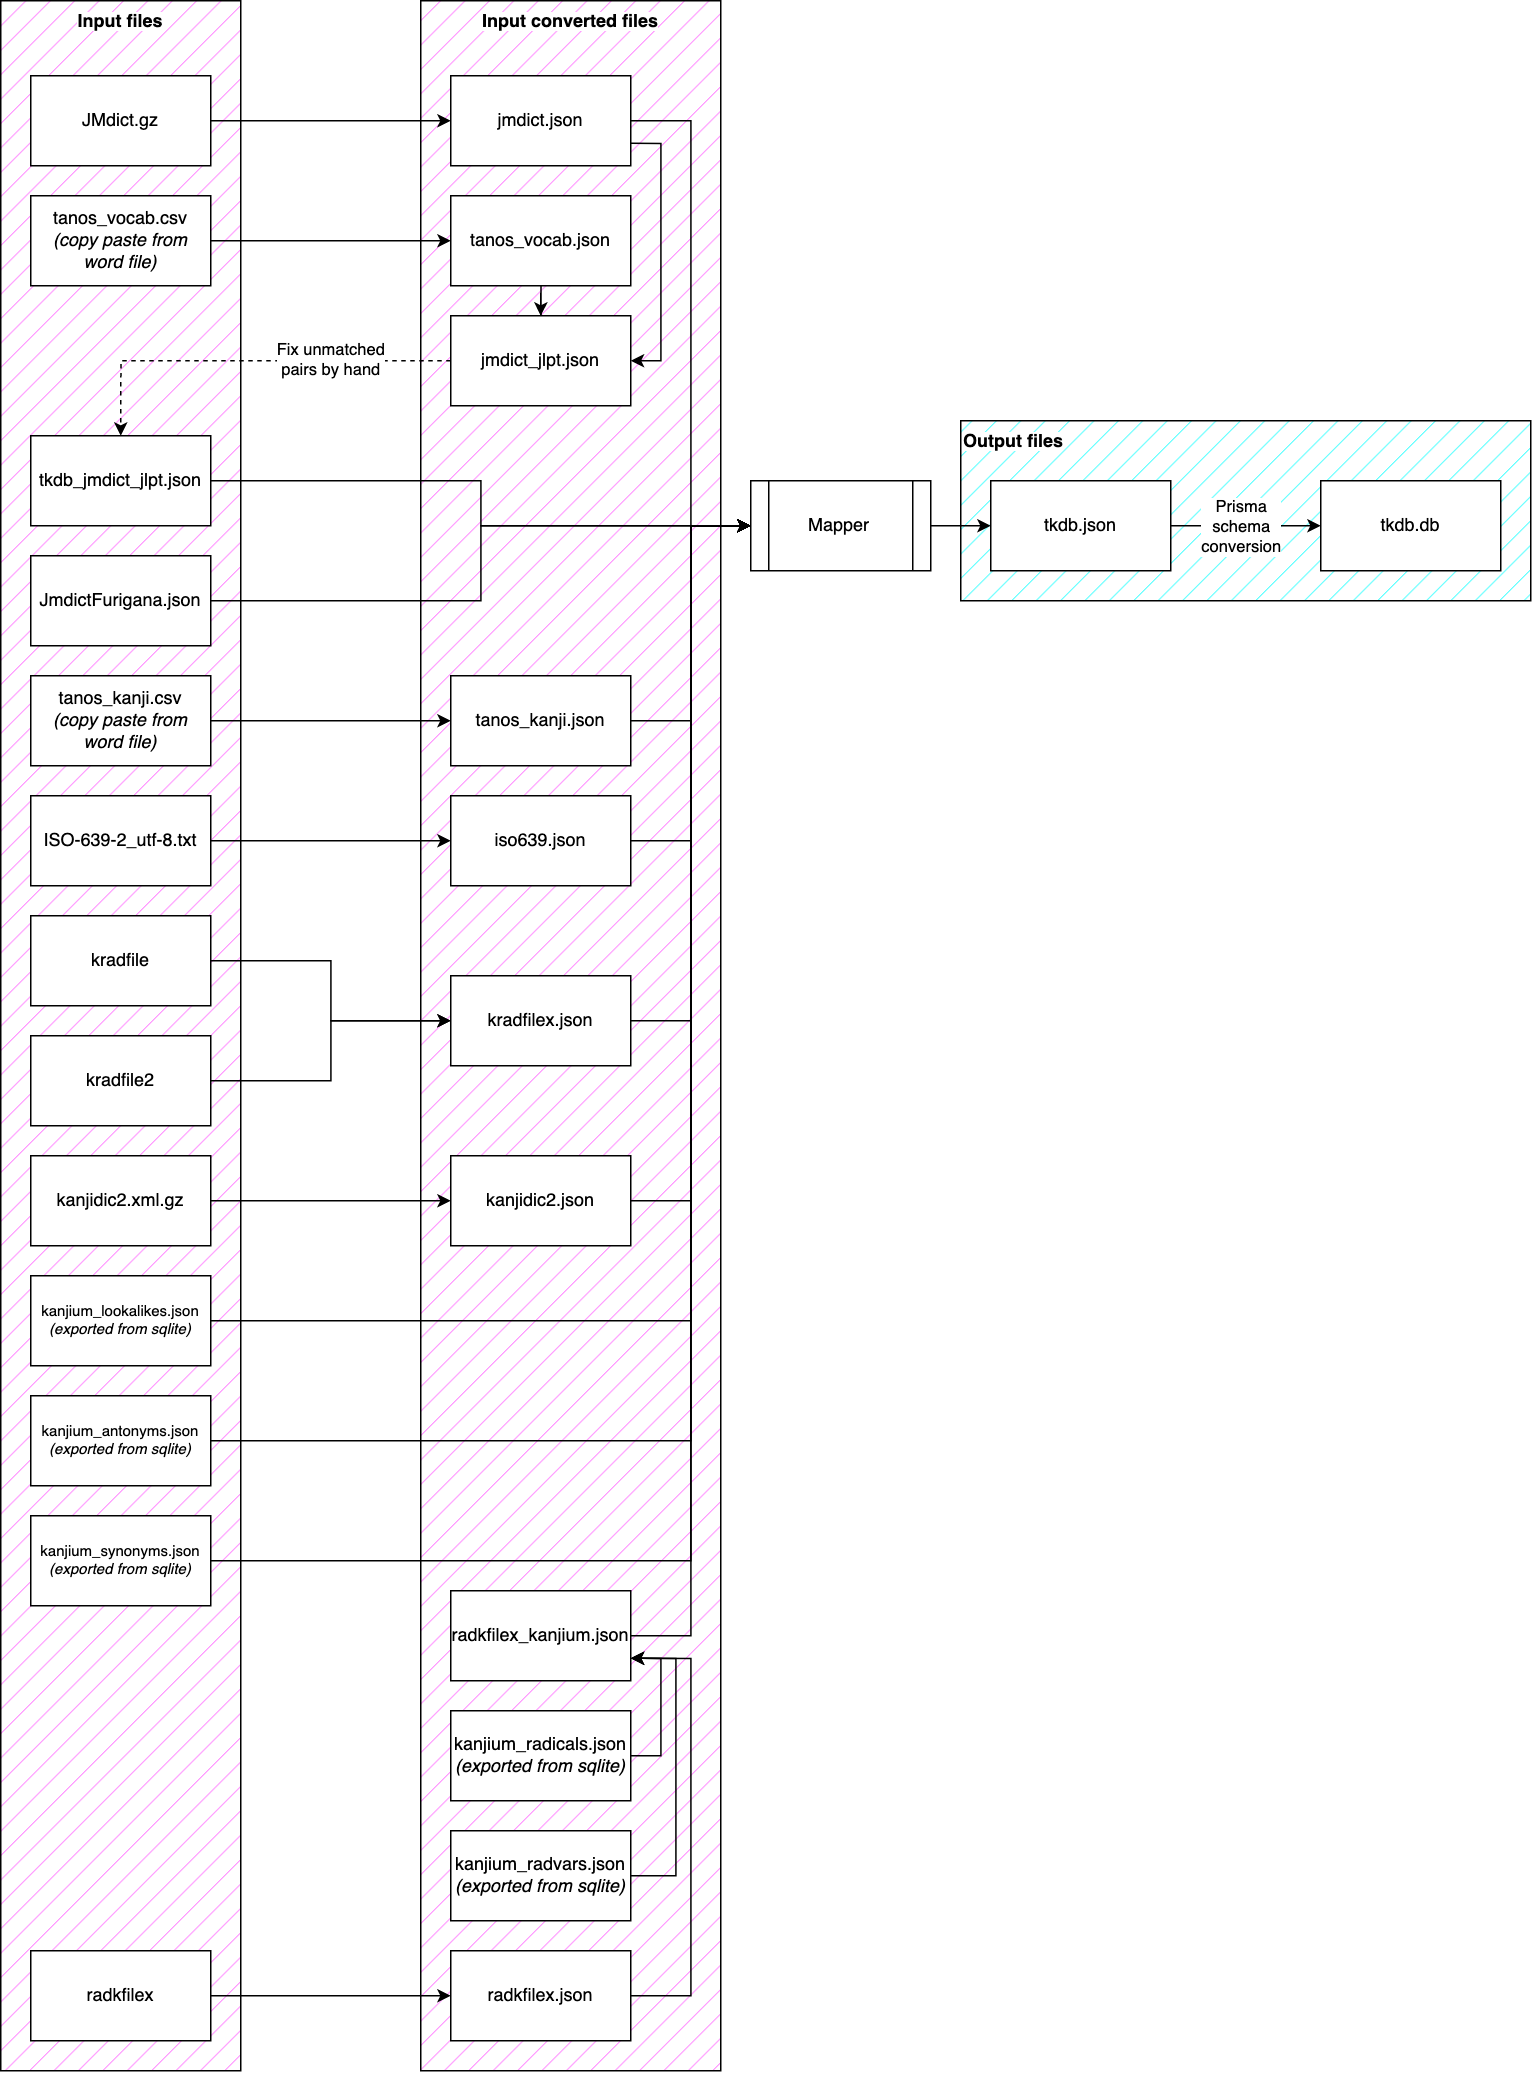 Input files
Input converted files
JMdict.gz
jmdict.json
tanos_vocab.csv
(copy paste from
word file)
tanos_vocab.json
Fix unmatched
pairs by hand
jmdict_jlpt.json
Output files
tkdb_jmdict_jlpt.json
Mapper
tkdb.json
Prisma
schema
conversion
tkdb.db
JmdictFurigana.json
tanos_kanji.csv
(copy paste from
word file)
tanos_kanji.json
ISO-639-2_utf-8.txt
iso639.json
kradfile
kradfilex.json
kradfile2
kanjidic2.xml.gz
kanjidic2.json
kanjium_lookalikes.json
(exported from sqlite)
kanjium_antonyms.json
(exported from sqlite)
kanjium_synonyms.json
(exported from sqlite)
radkfilex_kanjium.json
kanjium_radicals.json
(exported from sqlite)
kanjium_radvars.json
(exported from sqlite)
radkfilex
radkfilex.json